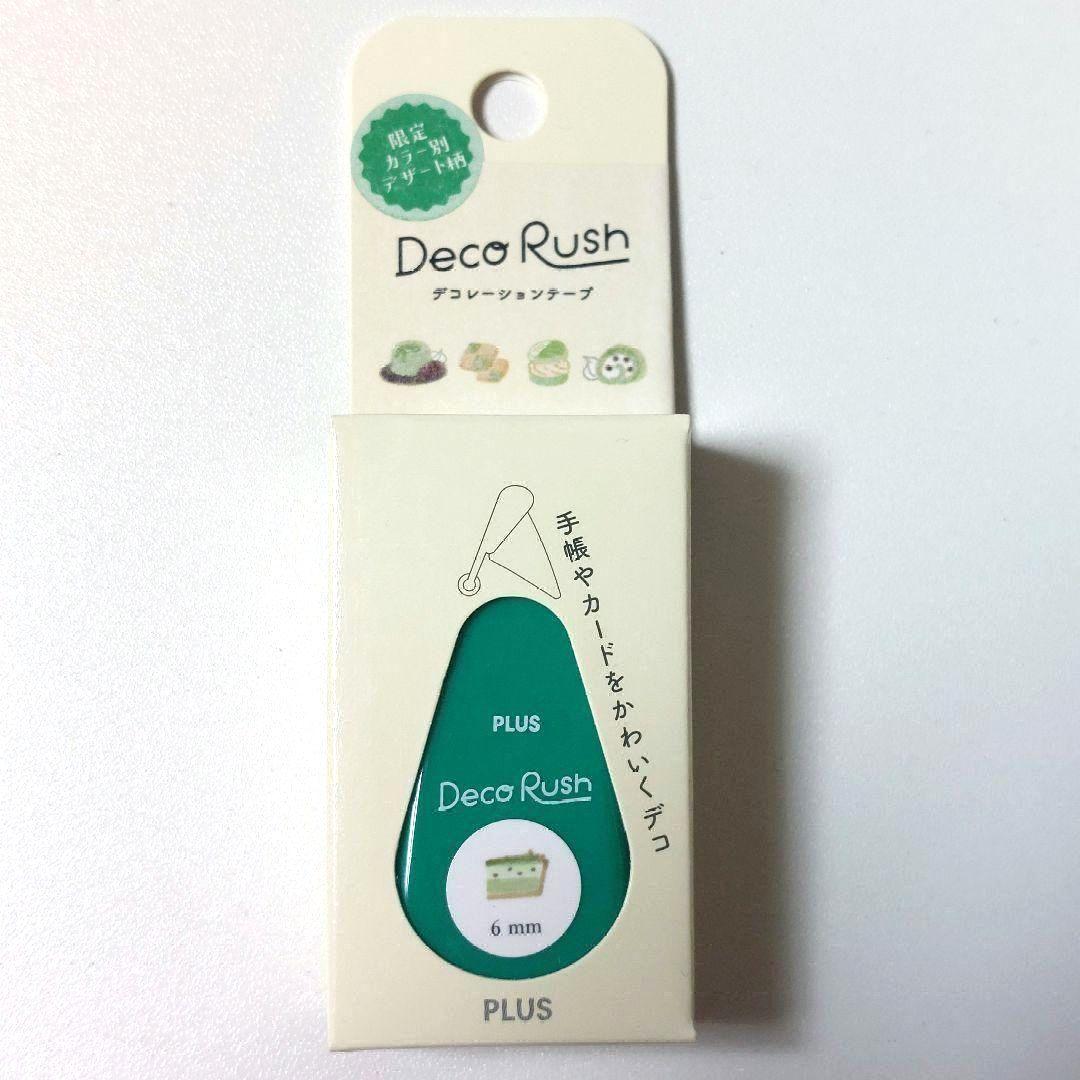 限定
カラー別
デザート柄
Deco Rush
デコレーションテープ
手帳やカードをかわいくデコ
PLUS
Deco Rush
6 mm
PLUS